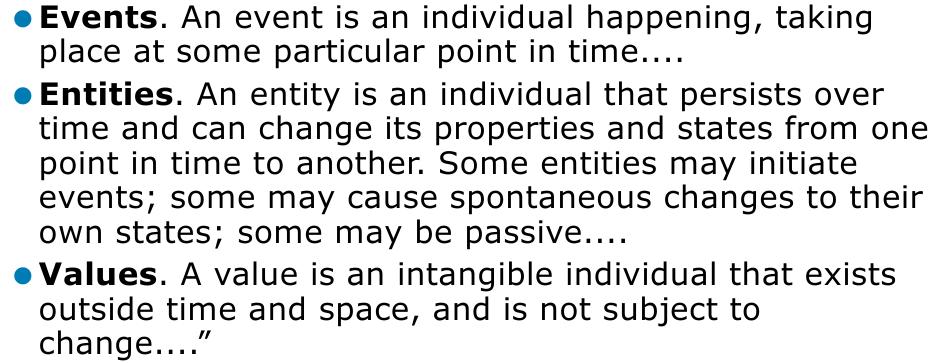 • Events. An event is an individual happening, taking
place at some particular point in time....
• Entities. An entity is an individual that persists over
time and can change its properties and states from one
point in time to another. Some entities may initiate
events; some may cause spontaneous changes to their
own states; some may be passive....
• Values. A value is an intangible individual that exists
outside time and space, and is not subject to
change....”